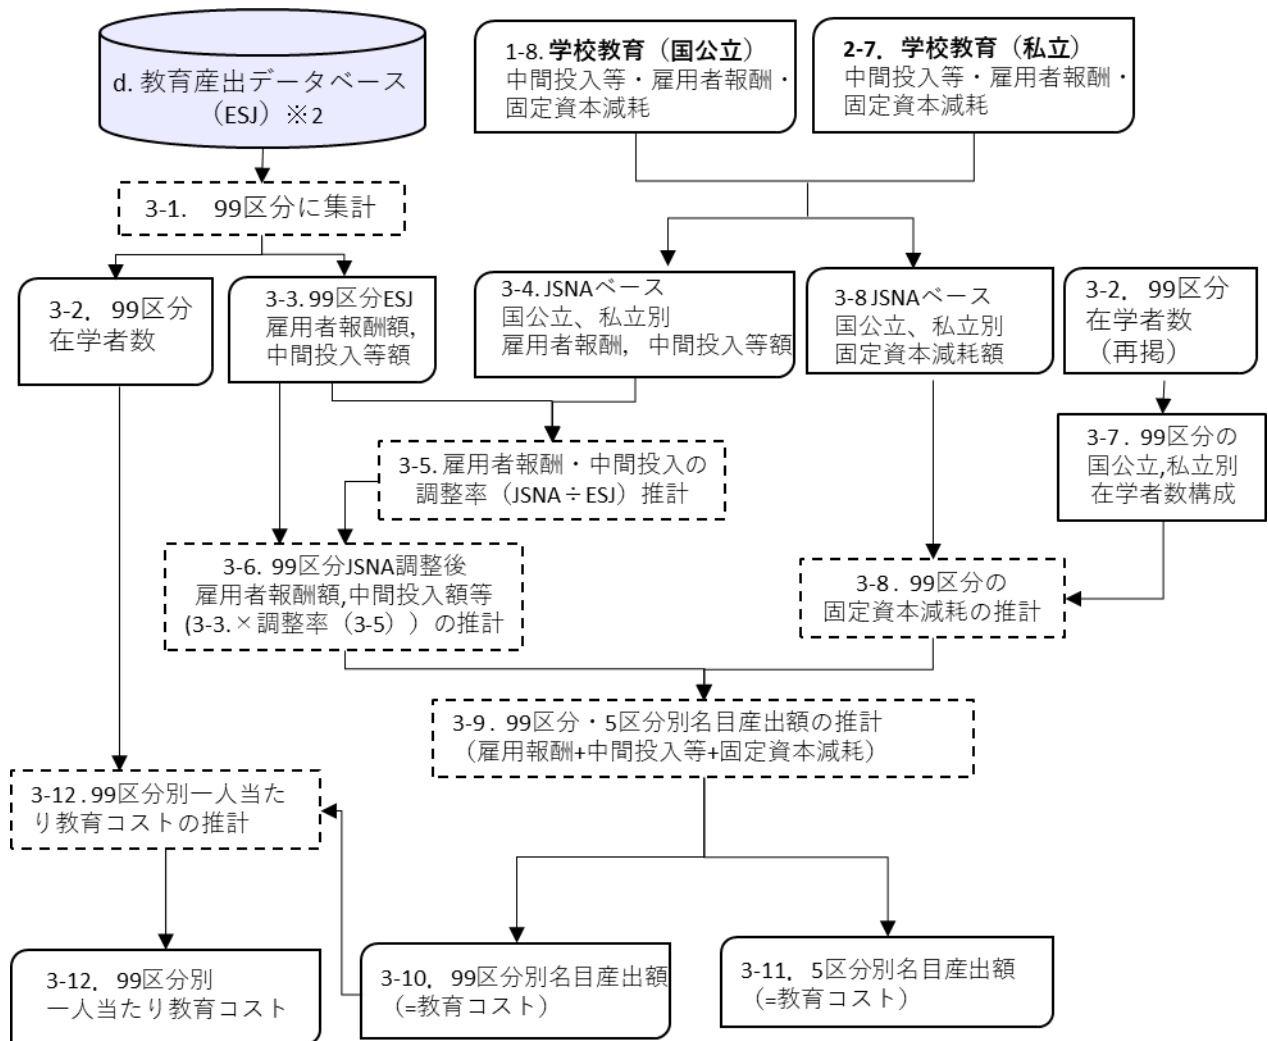 d. 教育産出データベース
（ESJ）※2
1-8. 学校教育（国公立）
中間投入等・雇用者報酬・
固定資本減耗
2-7．学校教育（私立）
中間投入等・雇用者報酬・
固定資本減耗
3-1． 99区分に集計
3-2．99区分
在学者数
3-3. 99区分ESJ
雇用者報酬額,
中間投入等額
3-4. JSNAベース
国公立、私立別
雇用者報酬，中間投入等額
3-8 JSNAベース
国公立、私立別
固定資本減耗額
3-2．99区分
在学者数
（再掲）
3-7．99区分の
国公立,私立別
在学者数構成
3-5. 雇用者報酬・中間投入の
調整率（JSNA÷ESJ）推計
3-6. 99区分JSNA調整後
雇用者報酬額,中間投入額等
(3-3.×調整率（3-5））の推計
3-8．99区分の
固定資本減耗の推計
3-9．99区分・5区分別名目産出額の推計
（雇用報酬+中間投入等+固定資本減耗）
3-12．99区分別一人当た
り教育コストの推計
3-12．99区分別
一人当たり教育コスト
3-10．99区分別名目産出額
（=教育コスト）
3-11．5区分別名目産出額
（=教育コスト）